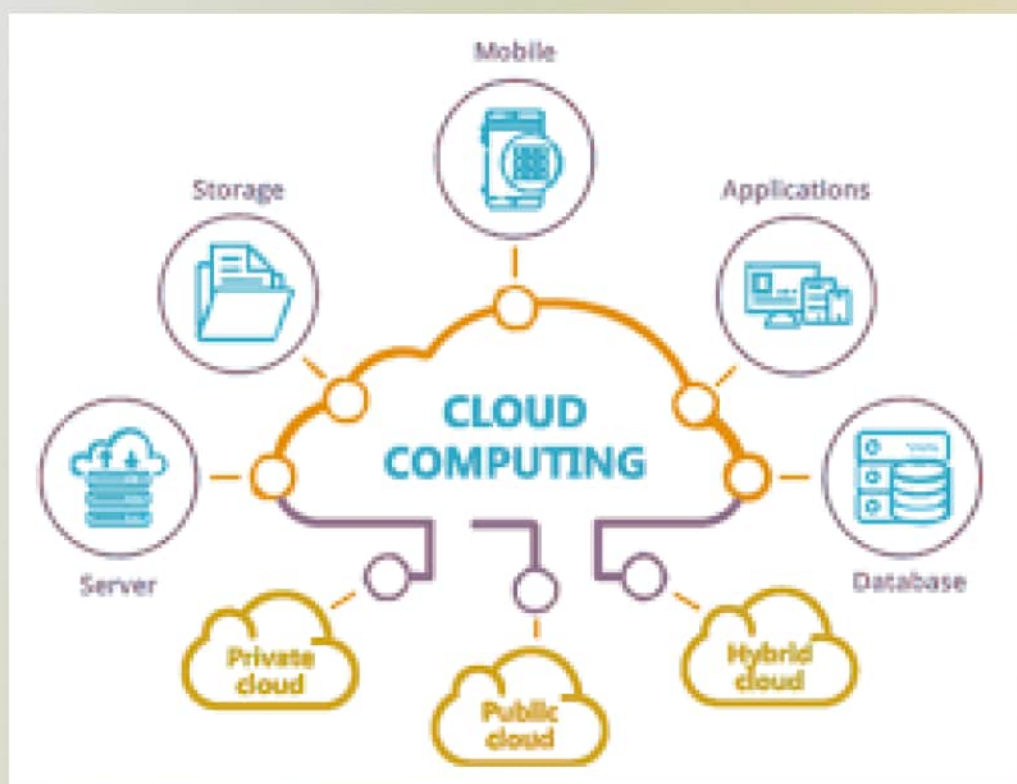 Mobile
Storage
Applications
CLOUD
COMPUTING
Server
Database
Private
cloud
Public
cloud
Hybrid
cloud